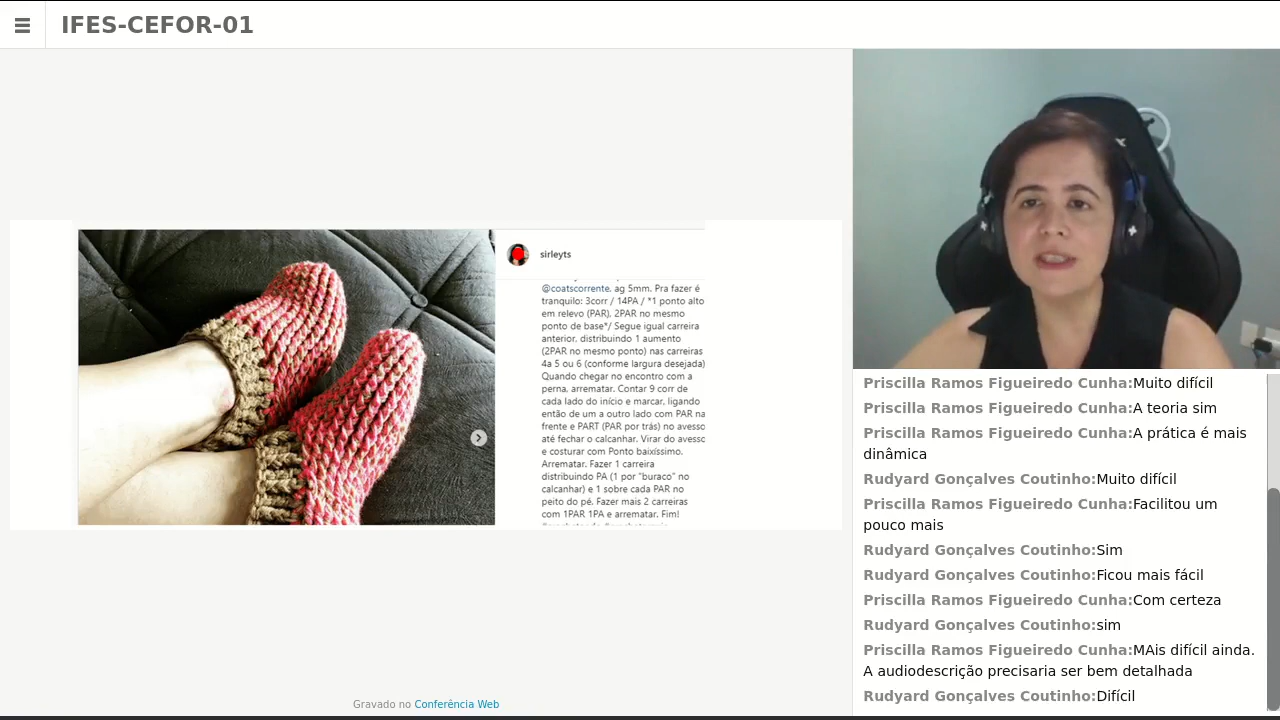 IFES-CEFOR-01
sirleyts
@coatscorrente, ag 5mm. Pra fazer é
tranquilo: 3corr / 14PA / *1 ponto alto
em relevo (PAR), 2PAR no mesmo
ponto de base*/ Segue igual carreira
anterior, distribuindo 1 aumento
(2PAR no mesmo ponto) nas carreiras
4a 5 ou 6 (conforme largura desejada)
Quando chegar no encontro com a
perna, arrematar. Contar 9 corr de
cada lado do início e marcar, ligando
então de um a outro lado com PAR na
frente e PART (PAR por trás) no avesso
até fechar o calcanhar. Virar do avesso
e costurar com Ponto baixíssimo.
Arrematar. Fazer 1 carreira
distribuindo PA (1 por "buraco" no
calcanhar) e 1 sobre cada PAR no
peito do pé. Fazer mais 2 carreiras
com 1PAR 1PA e arrematar. Fim!
Gravado no Conferência Web
Priscilla Ramos Figueiredo Cunha:Muito difícil
Priscilla Ramos Figueiredo Cunha:A teoria sim
Priscilla Ramos Figueiredo Cunha:A prática é mais
dinâmica
Rudyard Gonçalves Coutinho:Muito difícil
Priscilla Ramos Figueiredo Cunha:Facilitou um
pouco mais
Rudyard Gonçalves Coutinho:Sim
Rudyard Gonçalves Coutinho:Ficou mais fácil
Priscilla Ramos Figueiredo Cunha:Com certeza
Rudyard Gonçalves Coutinho:sim
Priscilla Ramos Figueiredo Cunha:MAis difícil ainda.
A audiodescrição precisaria ser bem detalhada
Rudyard Gonçalves Coutinho:Difícil